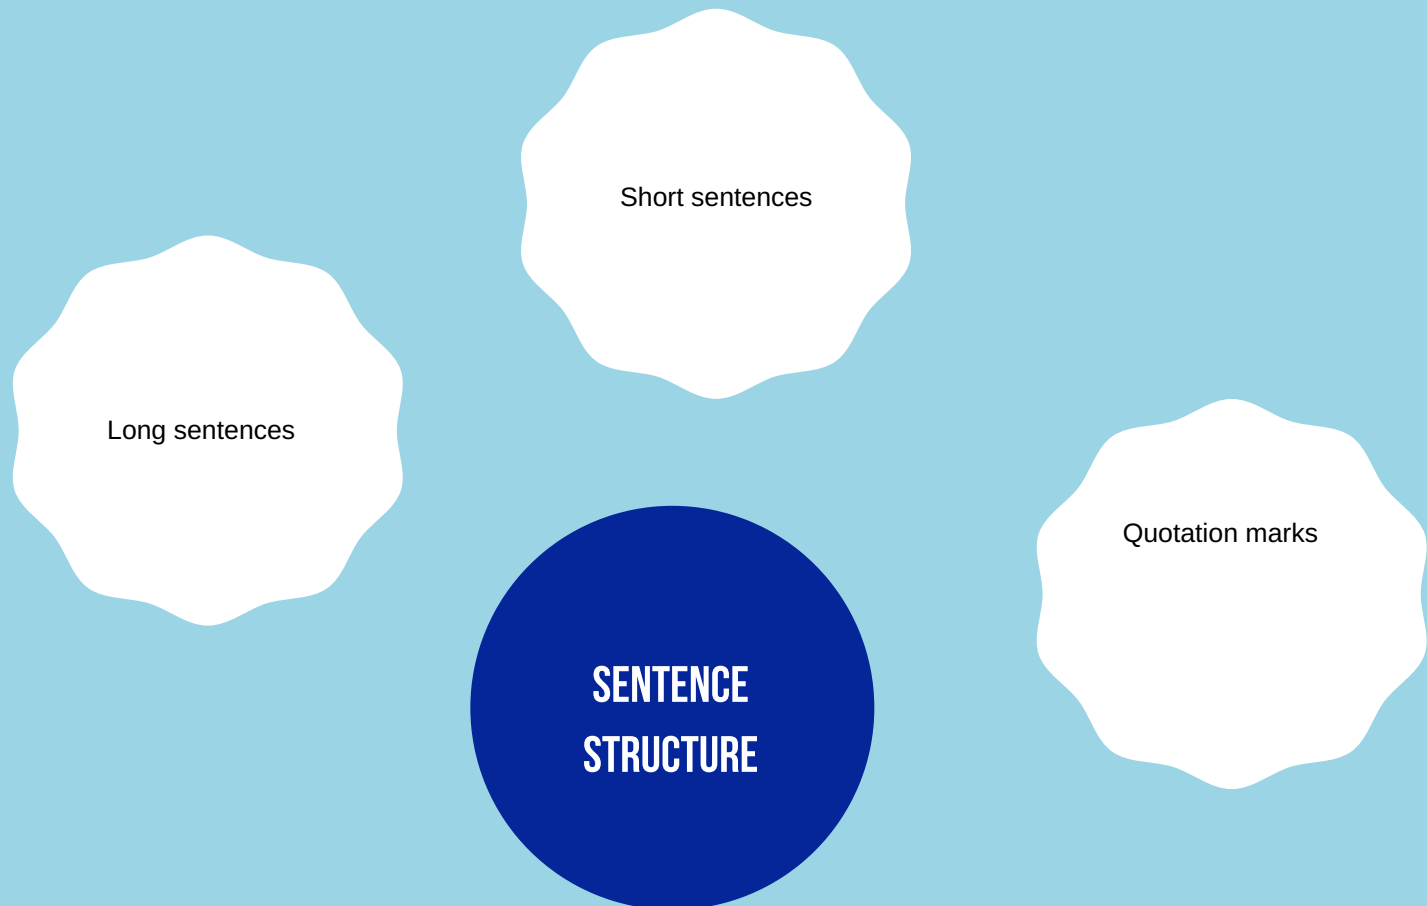 Short sentences
Long sentences
Quotation marks
SENTENCE
STRUCTURE